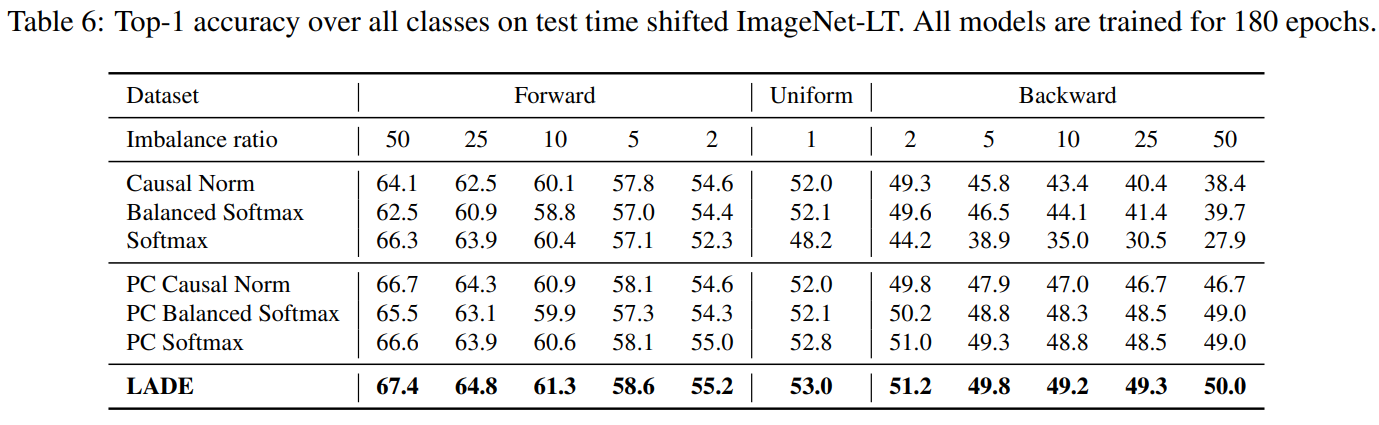 Table 6: Top-1 accuracy over all classes on test time shifted ImageNet-LT. All models are trained for 180 epochs.
Dataset Forward Uniform Backward
Imbalance ratio 50 25 10 5 2 1 2 5 10 25 50
Causal Norm 64.1 62.5 60.1 57.8 54.6 52.0 49.3 45.8 43.4 40.4 38.4
Balanced Softmax 62.5 60.9 58.8 57.0 54.4 52.1 49.6 46.5 44.1 41.4 39.7
Softmax 66.3 63.9 60.4 57.1 52.3 48.2 44.2 38.9 35.0 30.5 27.9
PC Causal Norm 66.7 64.3 60.9 58.1 54.6 52.0 49.8 47.9 47.0 46.7 46.7
PC Balanced Softmax 65.5 63.1 59.9 57.3 54.3 52.1 50.2 48.8 48.3 48.5 49.0
PC Softmax 66.6 63.9 60.6 58.1 55.0 52.8 51.0 49.3 48.8 48.5 49.0
LADE 67.4 64.8 61.3 58.6 55.2 53.0 51.2 49.8 49.2 49.3 50.0